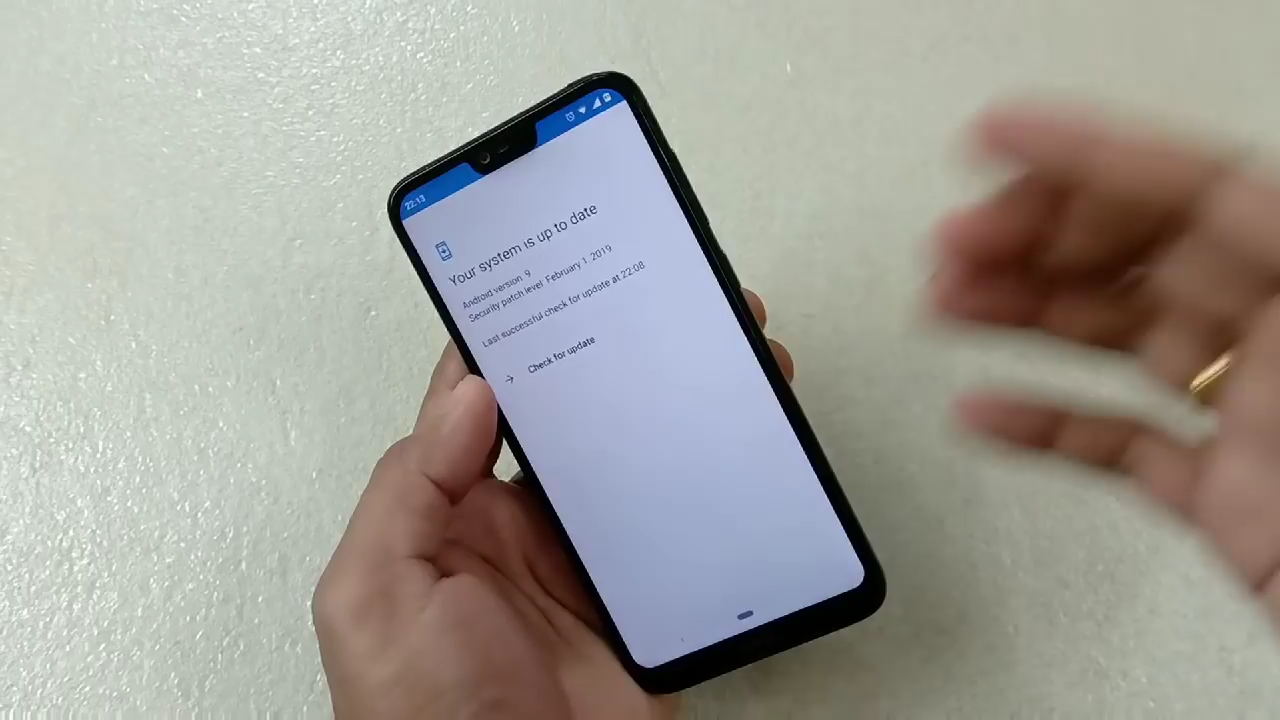 22:13
Your system is up to date
Android version 9
Security patch level February 1, 2019
Last successful check for update at 22:08
Check for update